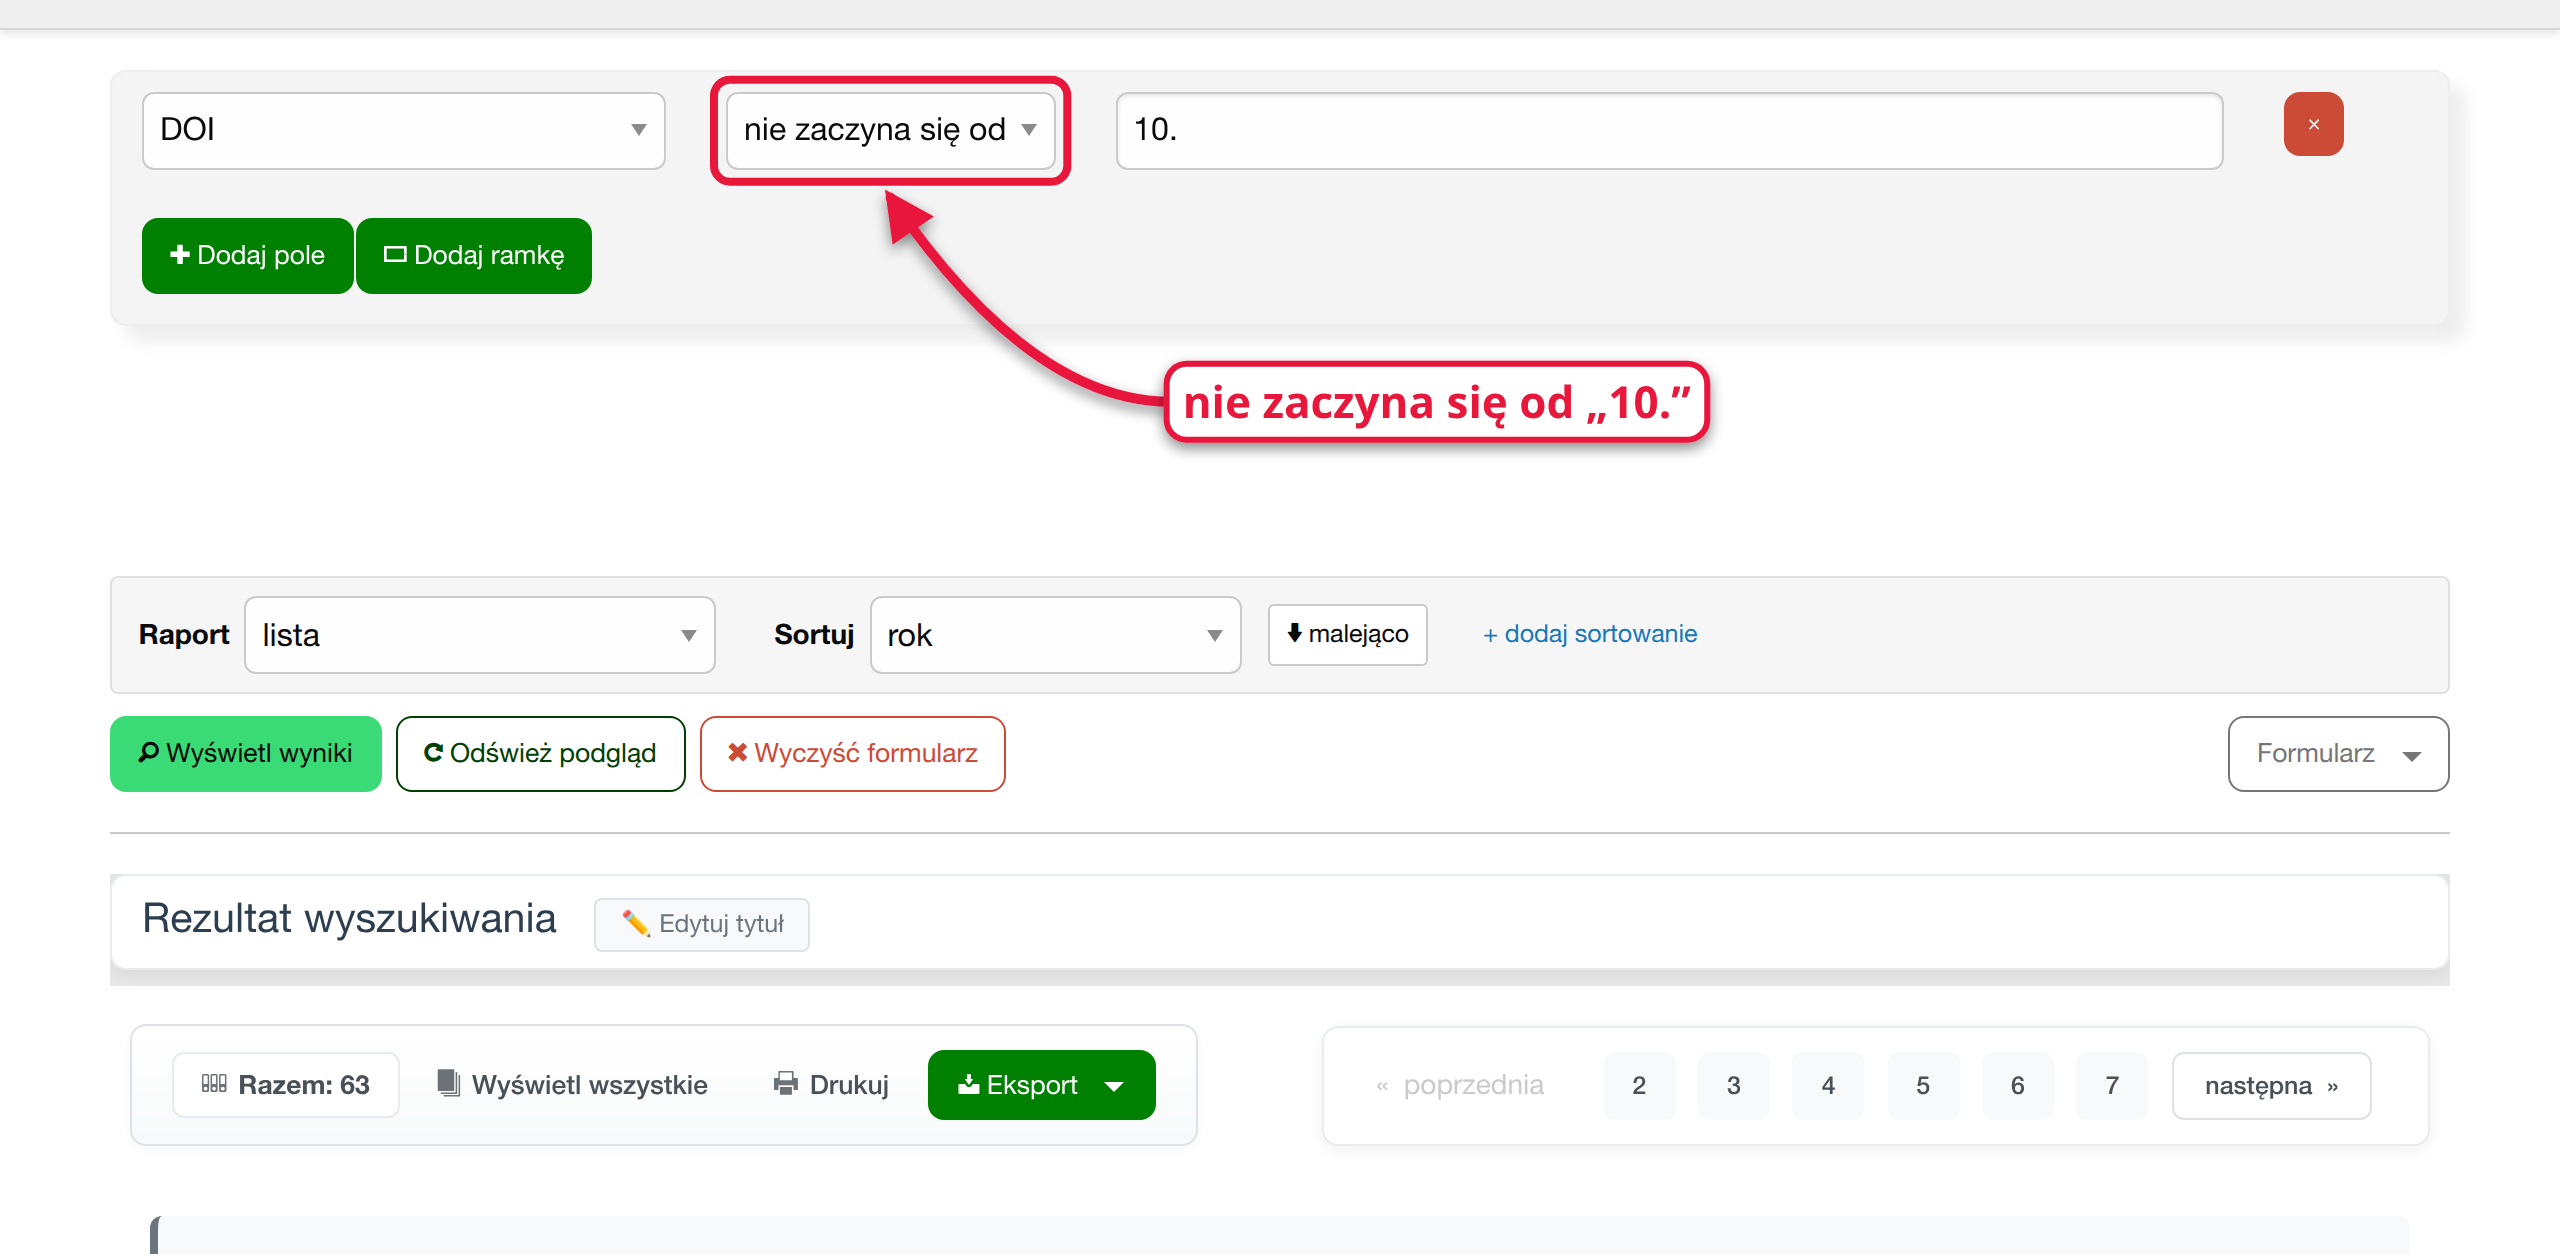 DOI
nie zaczyna się od
10.
×
Dodaj pole
Dodaj ramkę
nie zaczyna się od „10.”
Raport
lista
Sortuj
rok
malejąco
+ dodaj sortowanie
Wyświetl wyniki
Odśwież podgląd
Wyczyść formularz
Formularz
Rezultat wyszukiwania
Edytuj tytuł
Razem: 63
Wyświetl wszystkie
Drukuj
Eksport
« poprzednia
2
3
4
5
6
7
następna »